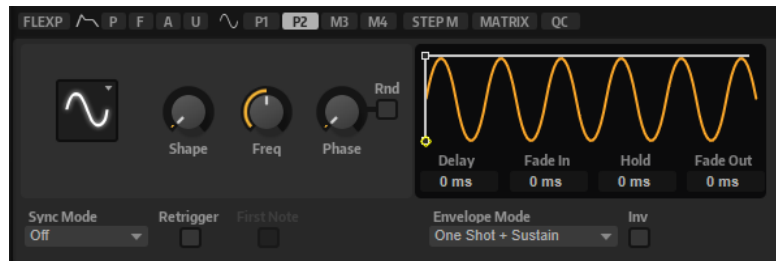 FLEXP P F A U P1 P2 M3 M4 STEP M MATRIX QC
Rnd
Shape Freq Phase
Delay Fade In Hold Fade Out
0 ms 0 ms 0 ms 0 ms
Sync Mode Retrigger First Note Envelope Mode Inv
Off One Shot + Sustain